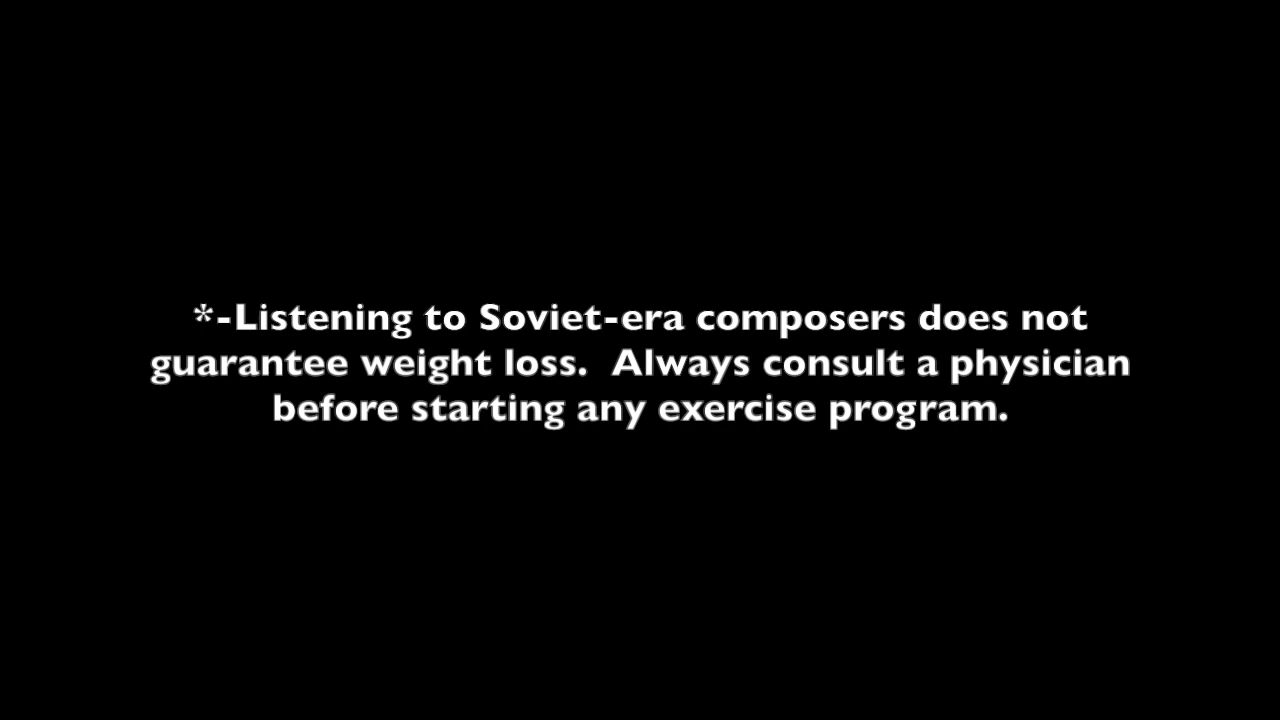 *-Listening to Soviet-era composers does not
guarantee weight loss.  Always consult a physician
before starting any exercise program.